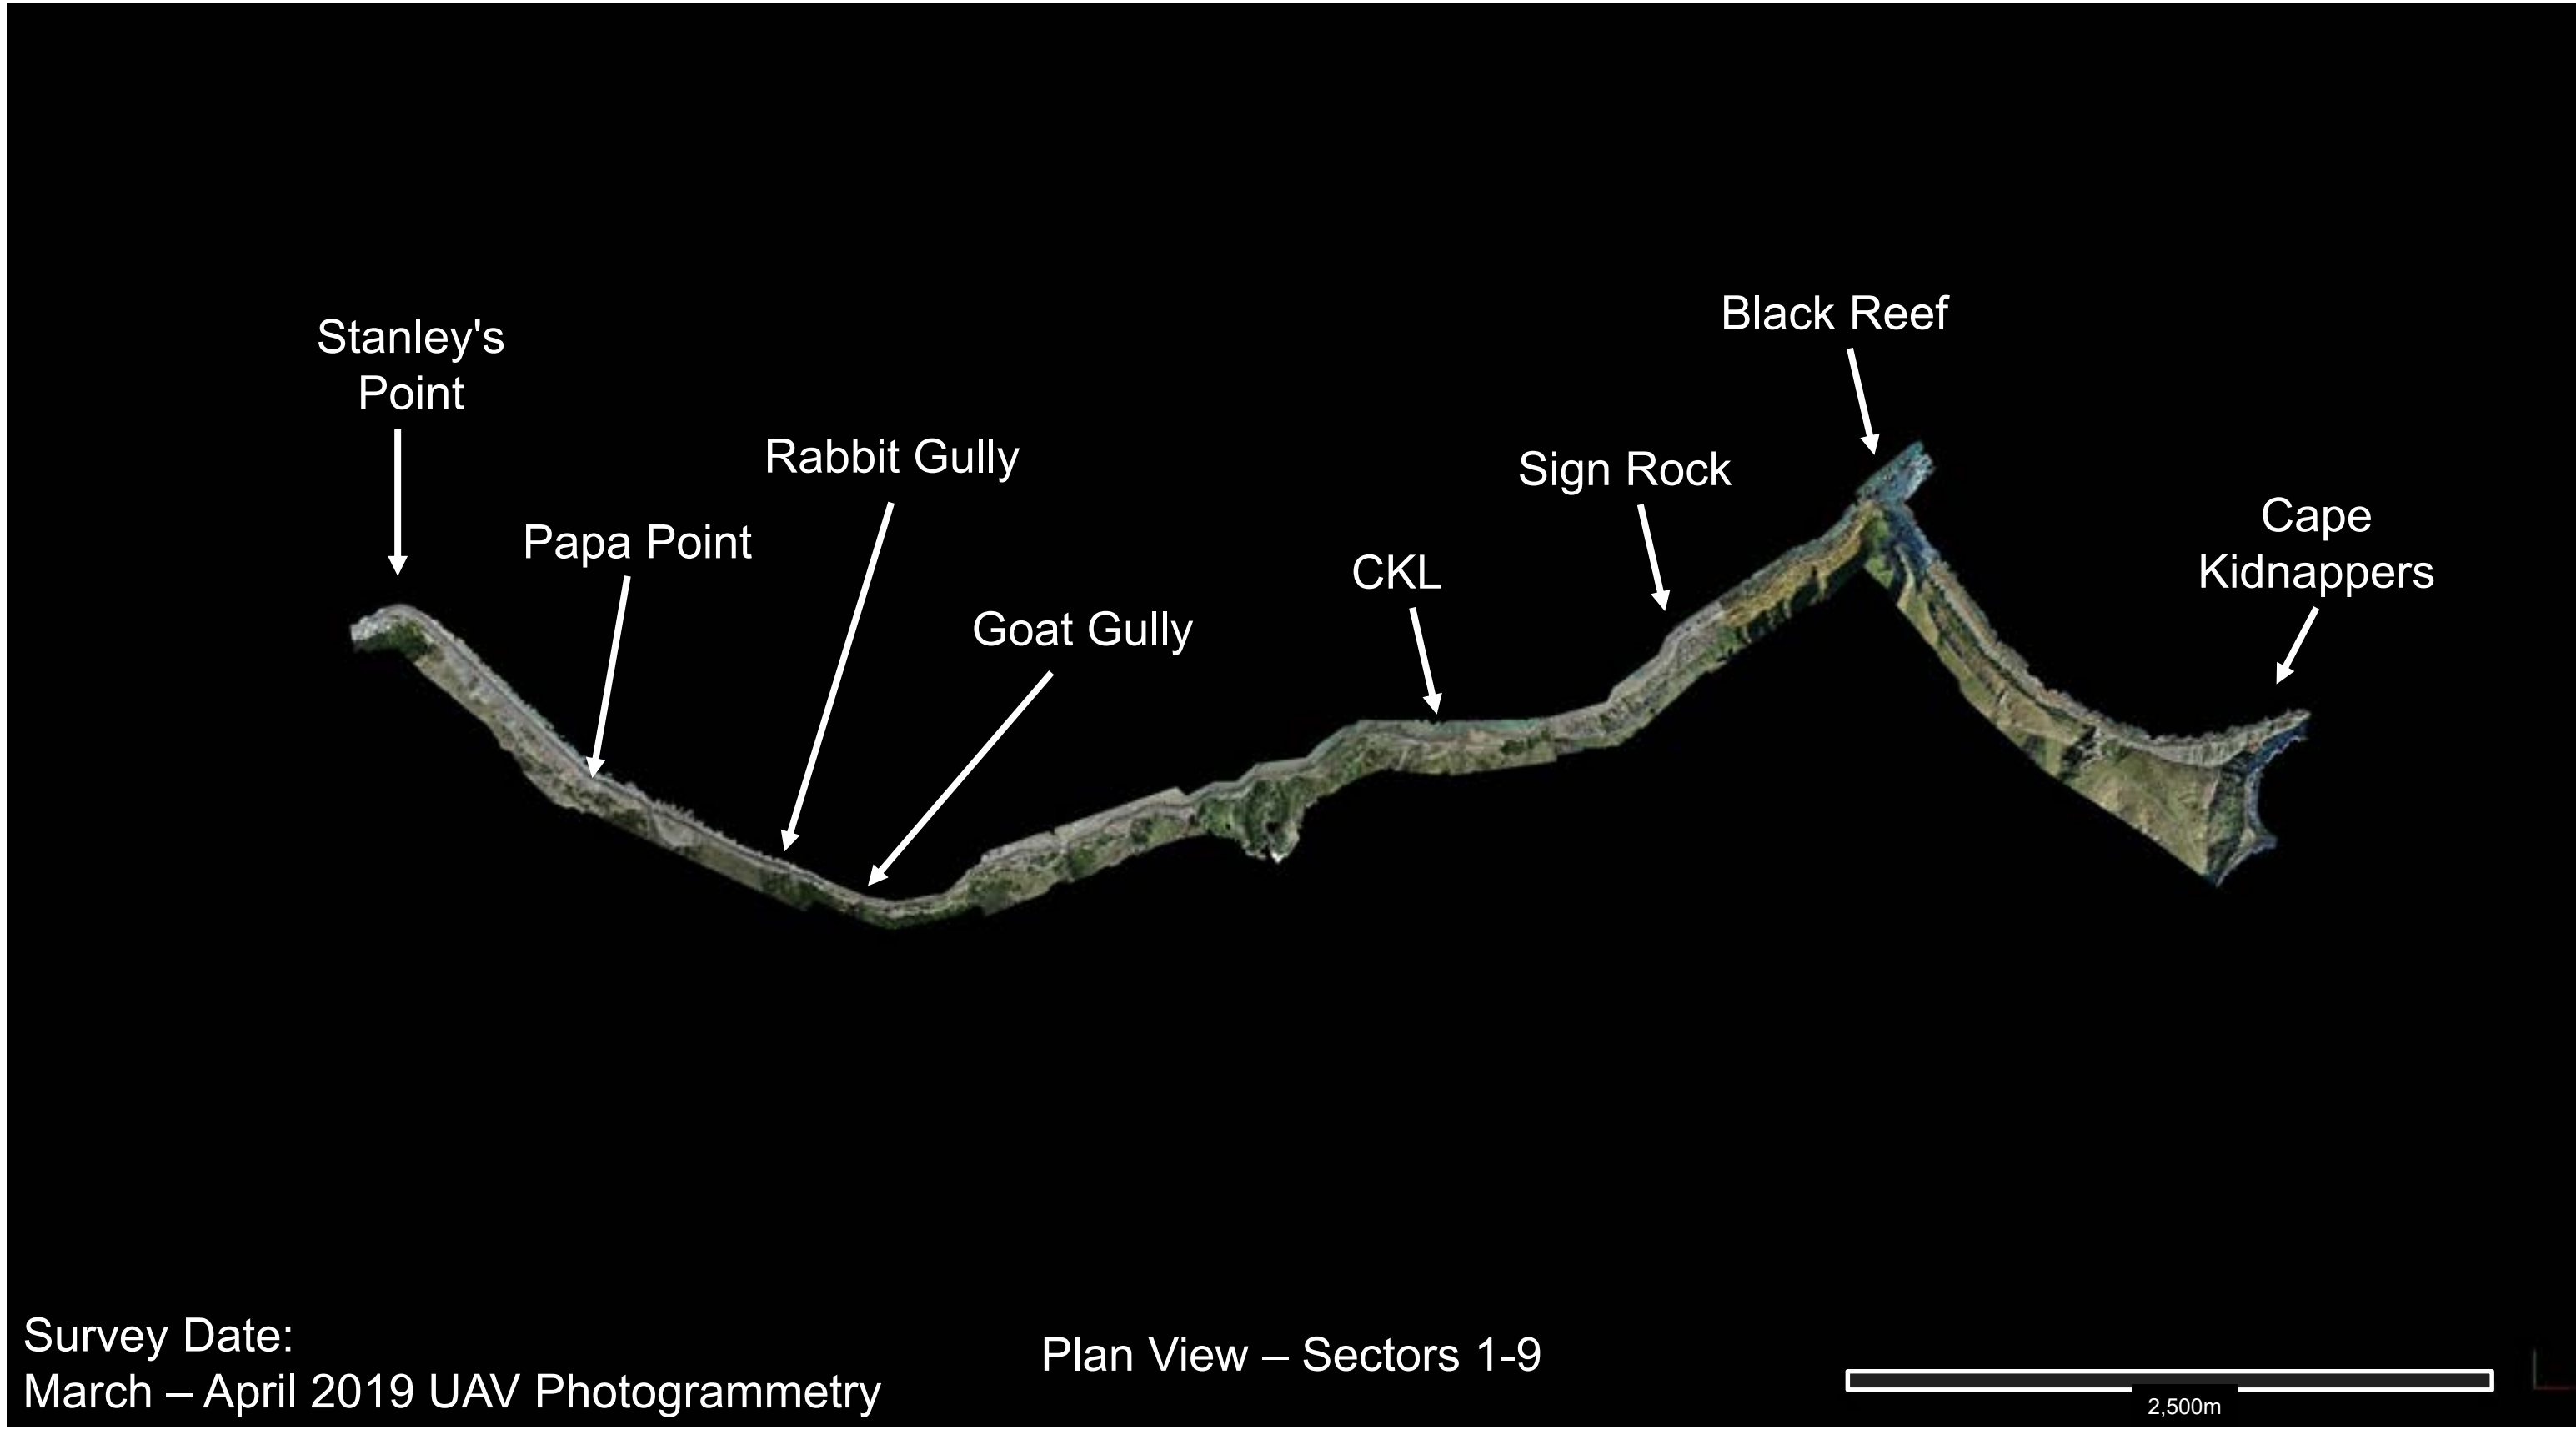 Black Reef
Stanley's
Point
Rabbit Gully
Sign Rock
Cape
Kidnappers
Papa Point
CKL
Goat Gully
Survey Date:
March – April 2019 UAV Photogrammetry
Plan View – Sectors 1-9
2,500m